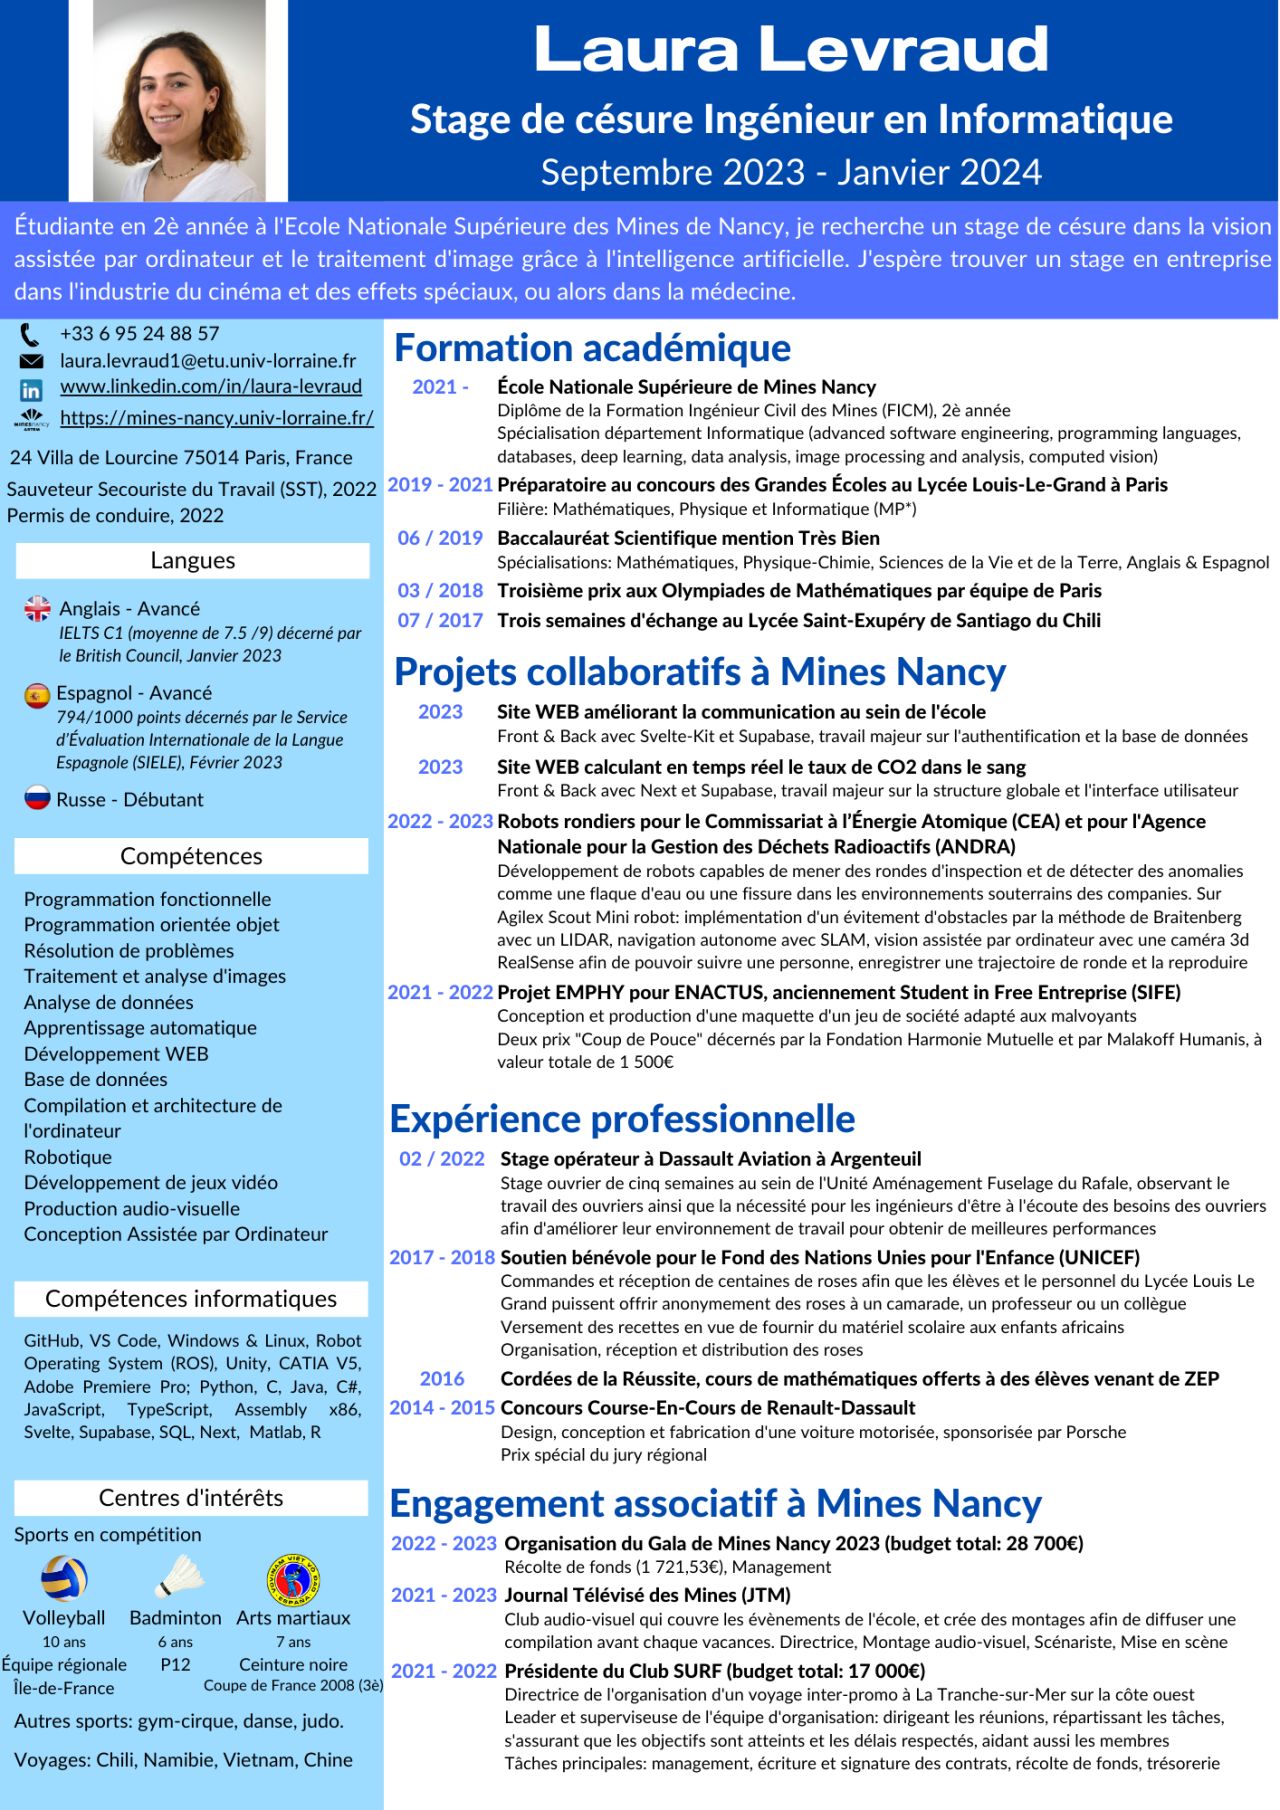 Laura Levraud
Stage de césure Ingénieur en Informatique
Septembre 2023 - Janvier 2024
Étudiante en 2è année à l'Ecole Nationale Supérieure des Mines de Nancy, je recherche un stage de césure dans la vision
assistée par ordinateur et le traitement d'image grâce à l'intelligence artificielle. J'espère trouver un stage en entreprise
dans l'industrie du cinéma et des effets spéciaux, ou alors dans la médecine.
+33 6 95 24 88 57
laura.levraud1@etu.univ-lorraine.fr
www.linkedin.com/in/laura-levraud
https://mines-nancy.univ-lorraine.fr/
24 Villa de Lourcine 75014 Paris, France
Sauveteur Secouriste du Travail (SST), 2022
Permis de conduire, 2022
Langues
Anglais - Avancé
IELTS C1 (moyenne de 7.5 /9) décerné par
le British Council, Janvier 2023
Espagnol - Avancé
794/1000 points décernés par le Service
d'Évaluation Internationale de la Langue
Espagnole (SIELE), Février 2023
Russe - Débutant
Compétences
Programmation fonctionnelle
Programmation orientée objet
Résolution de problèmes
Traitement et analyse d'images
Analyse de données
Apprentissage automatique
Développement WEB
Base de données
Compilation et architecture de
l'ordinateur
Robotique
Développement de jeux vidéo
Production audio-visuelle
Conception Assistée par Ordinateur
Compétences informatiques
GitHub, VS Code, Windows & Linux, Robot
Operating System (ROS), Unity, CATIA V5,
Adobe Premiere Pro; Python, C, Java, C#,
JavaScript, TypeScript, Assembly x86,
Svelte, Supabase, SQL, Next, Matlab, R
Centres d'intérêts
Sports en compétition
Volleyball Badminton Arts martiaux
10 ans 6 ans 7 ans
Équipe régionale P12 Ceinture noire
Île-de-France Coupe de France 2008 (3è)
Autres sports: gym-cirque, danse, judo.
Voyages: Chili, Namibie, Vietnam, Chine
Formation académique
2021 - École Nationale Supérieure de Mines Nancy
Diplôme de la Formation Ingénieur Civil des Mines (FICM), 2è année
Spécialisation département Informatique (advanced software engineering, programming languages,
databases, deep learning, data analysis, image processing and analysis, computed vision)
2019 - 2021 Préparatoire au concours des Grandes Écoles au Lycée Louis-Le-Grand à Paris
Filière: Mathématiques, Physique et Informatique (MP*)
06 / 2019 Baccalauréat Scientifique mention Très Bien
Spécialisations: Mathématiques, Physique-Chimie, Sciences de la Vie et de la Terre, Anglais & Espagnol
03 / 2018 Troisième prix aux Olympiades de Mathématiques par équipe de Paris
07 / 2017 Trois semaines d'échange au Lycée Saint-Exupéry de Santiago du Chili
Projets collaboratifs à Mines Nancy
2023 Site WEB améliorant la communication au sein de l'école
Front & Back avec Svelte-Kit et Supabase, travail majeur sur l'authentification et la base de données
2023 Site WEB calculant en temps réel le taux de CO2 dans le sang
Front & Back avec Next et Supabase, travail majeur sur la structure globale et l'interface utilisateur
2022 - 2023 Robots rondiers pour le Commissariat à l'Énergie Atomique (CEA) et pour l'Agence
Nationale pour la Gestion des Déchets Radioactifs (ANDRA)
Développement de robots capables de mener des rondes d'inspection et de détecter des anomalies
comme une flaque d'eau ou une fissure dans les environnements souterrains des companies. Sur
Agilex Scout Mini robot: implémentation d'un évitement d'obstacles par la méthode de Braitenberg
avec un LIDAR, navigation autonome avec SLAM, vision assistée par ordinateur avec une caméra 3d
RealSense afin de pouvoir suivre une personne, enregistrer une trajectoire de ronde et la reproduire
2021 - 2022 Projet EMPHY pour ENACTUS, anciennement Student in Free Entreprise (SIFE)
Conception et production d'une maquette d'un jeu de société adapté aux malvoyants
Deux prix "Coup de Pouce" décernés par la Fondation Harmonie Mutuelle et par Malakoff Humanis, à
valeur totale de 1 500€
Expérience professionnelle
02 / 2022 Stage opérateur à Dassault Aviation à Argenteuil
Stage ouvrier de cinq semaines au sein de l'Unité Aménagement Fuselage du Rafale, observant le
travail des ouvriers ainsi que la nécessité pour les ingénieurs d'être à l'écoute des besoins des ouvriers
afin d'améliorer leur environnement de travail pour obtenir de meilleures performances
2017 - 2018 Soutien bénévole pour le Fond des Nations Unies pour l'Enfance (UNICEF)
Commandes et réception de centaines de roses afin que les élèves et le personnel du Lycée Louis Le
Grand puissent offrir anonymement des roses à un camarade, un professeur ou un collègue
Versement des recettes en vue de fournir du matériel scolaire aux enfants africains
Organisation, réception et distribution des roses
2016 Cordées de la Réussite, cours de mathématiques offerts à des élèves venant de ZEP
2014 - 2015 Concours Course-En-Cours de Renault-Dassault
Design, conception et fabrication d'une voiture motorisée, sponsorisée par Porsche
Prix spécial du jury régional
Engagement associatif à Mines Nancy
2022 - 2023 Organisation du Gala de Mines Nancy 2023 (budget total: 28 700€)
Récolte de fonds (1 721,53€), Management
2021 - 2023 Journal Télévisé des Mines (JTM)
Club audio-visuel qui couvre les évènements de l'école, et crée des montages afin de diffuser une
compilation avant chaque vacances. Directrice, Montage audio-visuel, Scénariste, Mise en scène
2021 - 2022 Présidente du Club SURF (budget total: 17 000€)
Directrice de l'organisation d'un voyage inter-promo à La Tranche-sur-Mer sur la côte ouest
Leader et superviseuse de l'équipe d'organisation: dirigeant les réunions, répartissant les tâches,
s'assurant que les objectifs sont atteints et les délais respectés, aidant aussi les membres
Tâches principales: management, écriture et signature des contrats, récolte de fonds, trésorerie